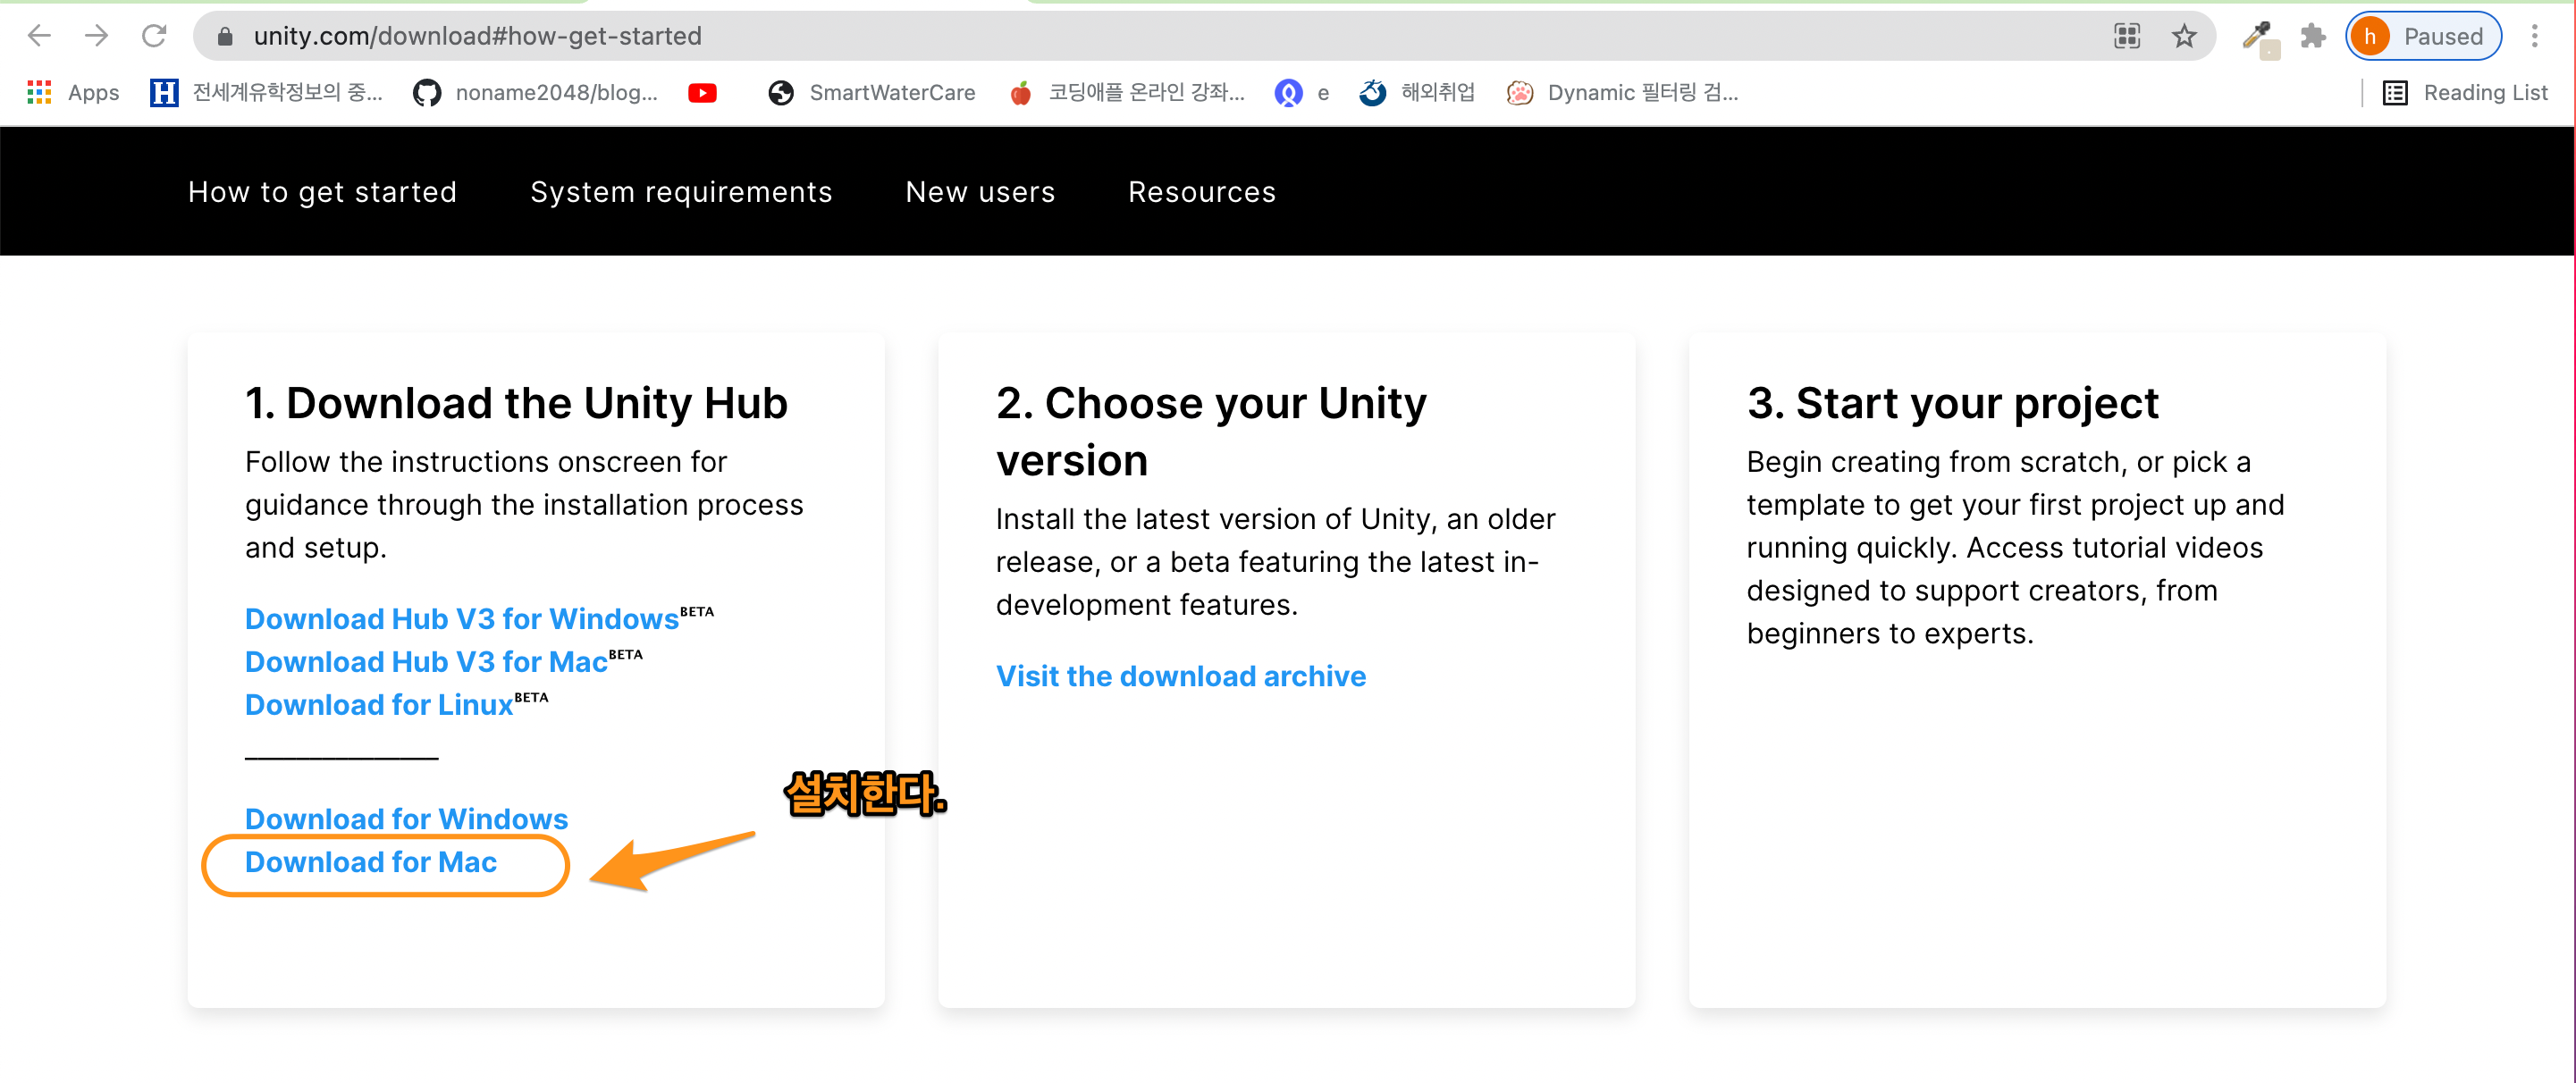 unity.com/download#how-get-started
h Paused
Apps 전세계유학정보의 중... noname2048/blog... SmartWaterCare 코딩애플 온라인 강좌... e 해외취업 Dynamic 필터링 검... Reading List
How to get started System requirements New users Resources
1. Download the Unity Hub
Follow the instructions onscreen for
guidance through the installation process
and setup.
Download Hub V3 for WindowsBETA
Download Hub V3 for MacBETA
Download for LinuxBETA
Download for Windows
Download for Mac
설치한다.
2. Choose your Unity
version
Install the latest version of Unity, an older
release, or a beta featuring the latest in-
development features.
Visit the download archive
3. Start your project
Begin creating from scratch, or pick a
template to get your first project up and
running quickly. Access tutorial videos
designed to support creators, from
beginners to experts.